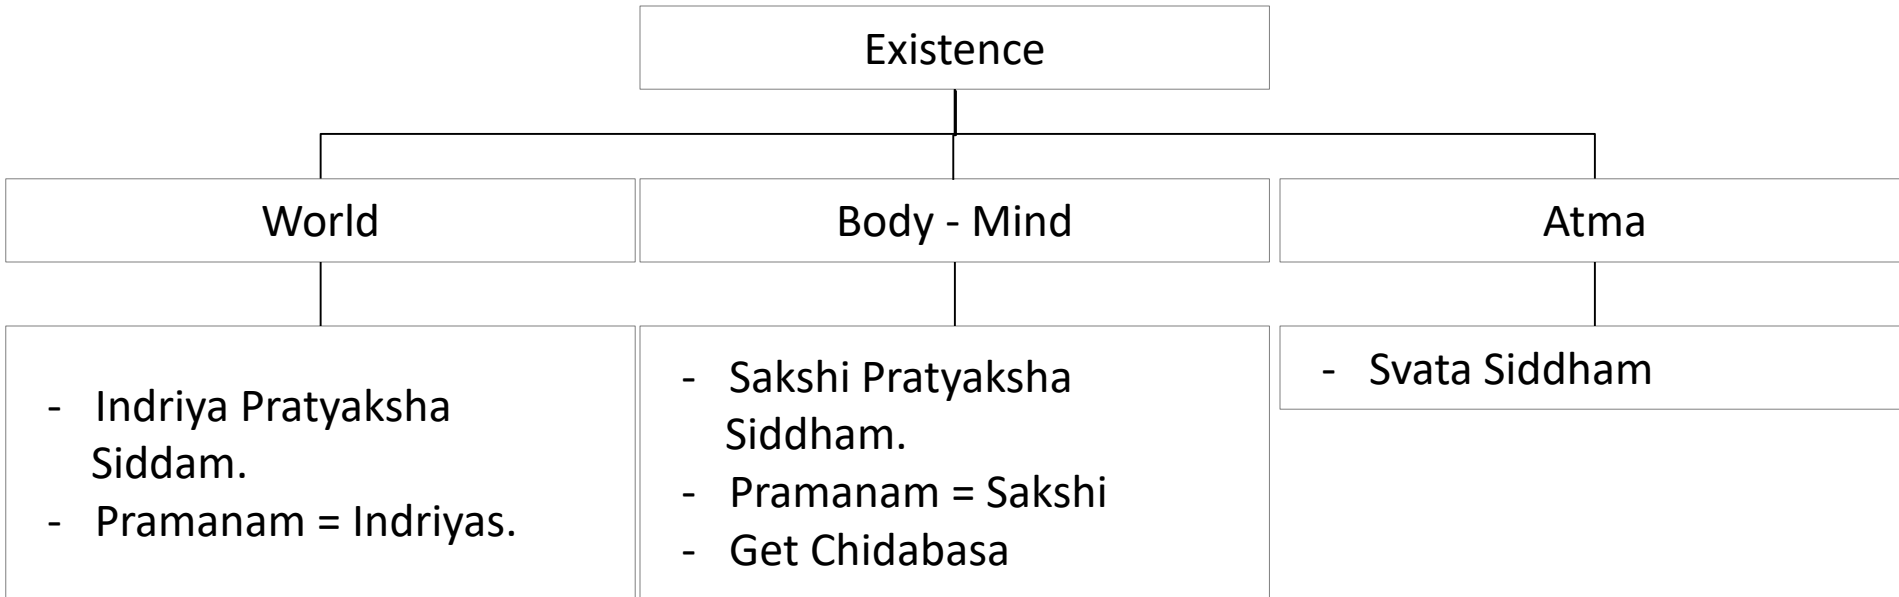 Existence
World
Body - Mind
Atma
- Indriya Pratyaksha
Siddam.
- Pramanam = Indriyas.
- Sakshi Pratyaksha
Siddham.
- Pramanam = Sakshi
- Get Chidabasa
- Svata Siddham